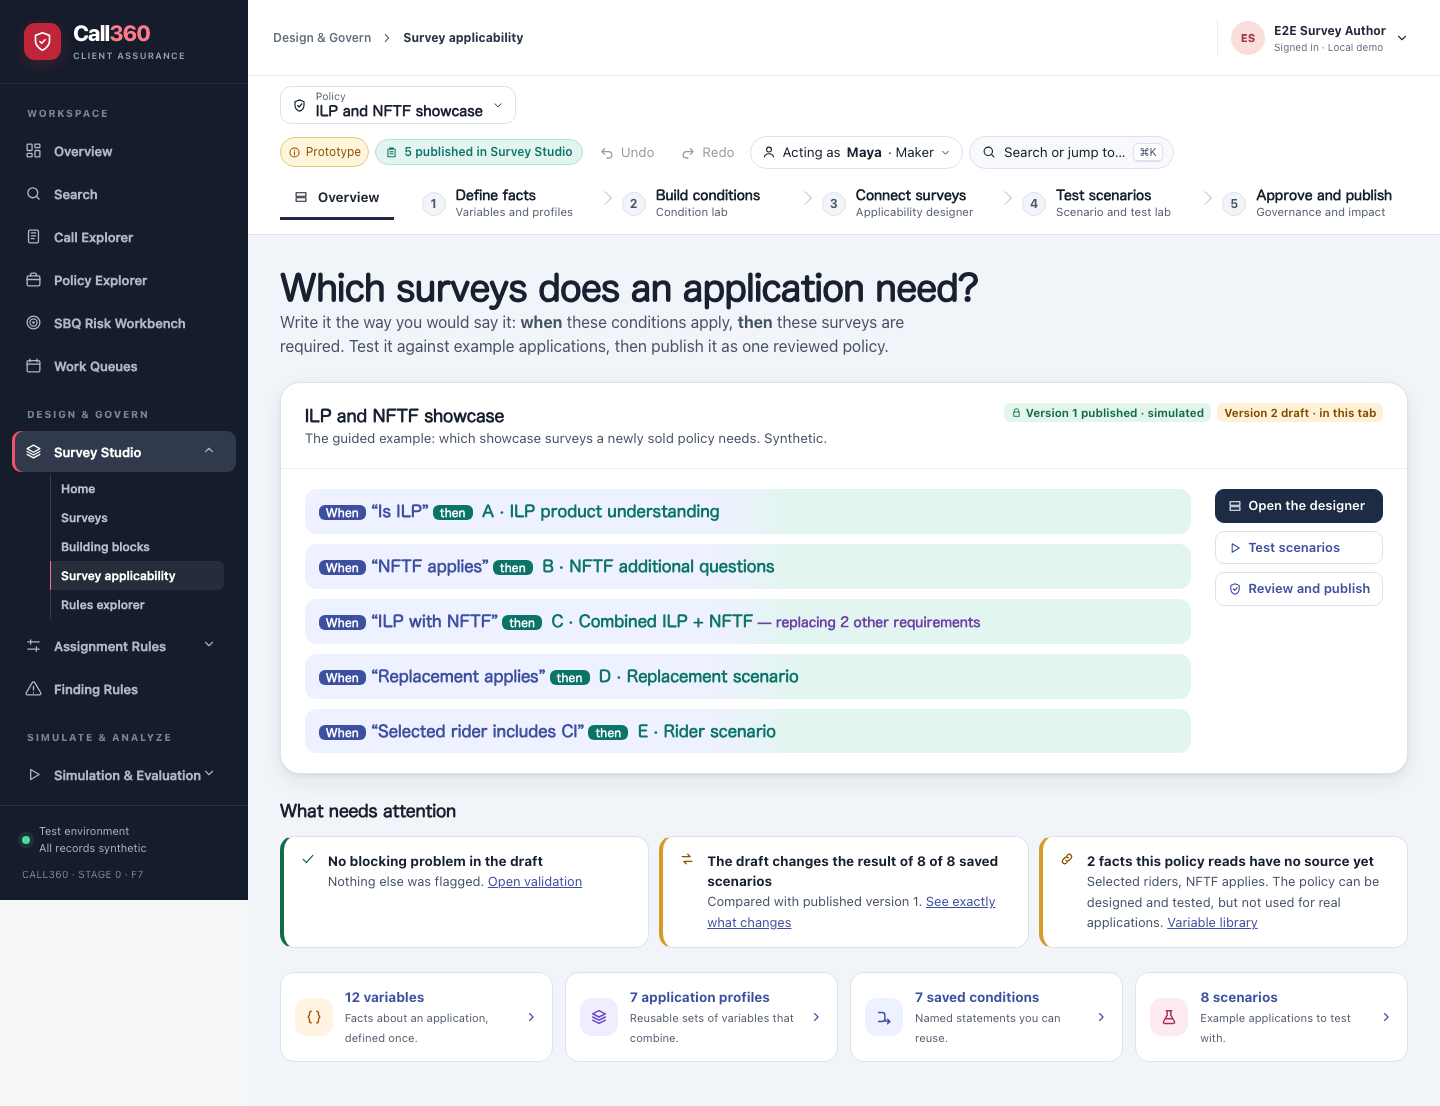 Call360
CLIENT ASSURANCE
WORKSPACE
Overview
Search
Call Explorer
Policy Explorer
SBQ Risk Workbench
Work Queues
DESIGN & GOVERN
Survey Studio
Home
Surveys
Building blocks
Survey applicability
Rules explorer
Assignment Rules
Finding Rules
SIMULATE & ANALYZE
Simulation & Evaluation
Test environment
All records synthetic
CALL360 · STAGE 0 · F7
Design & Govern > Survey applicability
ES
E2E Survey Author
Signed in · Local demo
Policy
ILP and NFTF showcase
Prototype
5 published in Survey Studio
Undo
Redo
Acting as Maya · Maker
Search or jump to... ⌘K
Overview
1 Define facts
Variables and profiles
2 Build conditions
Condition lab
3 Connect surveys
Applicability designer
4 Test scenarios
Scenario and test lab
5 Approve and publish
Governance and impact
Which surveys does an application need?
Write it the way you would say it: when these conditions apply, then these surveys are
required. Test it against example applications, then publish it as one reviewed policy.
ILP and NFTF showcase
The guided example: which showcase surveys a newly sold policy needs. Synthetic.
Version 1 published · simulated
Version 2 draft · in this tab
When “Is ILP” then A · ILP product understanding
When “NFTF applies” then B · NFTF additional questions
When “ILP with NFTF” then C · Combined ILP + NFTF — replacing 2 other requirements
When “Replacement applies” then D · Replacement scenario
When “Selected rider includes CI” then E · Rider scenario
Open the designer
Test scenarios
Review and publish
What needs attention
No blocking problem in the draft
Nothing else was flagged. Open validation
The draft changes the result of 8 of 8 saved
scenarios
Compared with published version 1. See exactly
what changes
2 facts this policy reads have no source yet
Selected riders, NFTF applies. The policy can be
designed and tested, but not used for real
applications. Variable library
12 variables
Facts about an application,
defined once.
7 application profiles
Reusable sets of variables that
combine.
7 saved conditions
Named statements you can
reuse.
8 scenarios
Example applications to test
with.